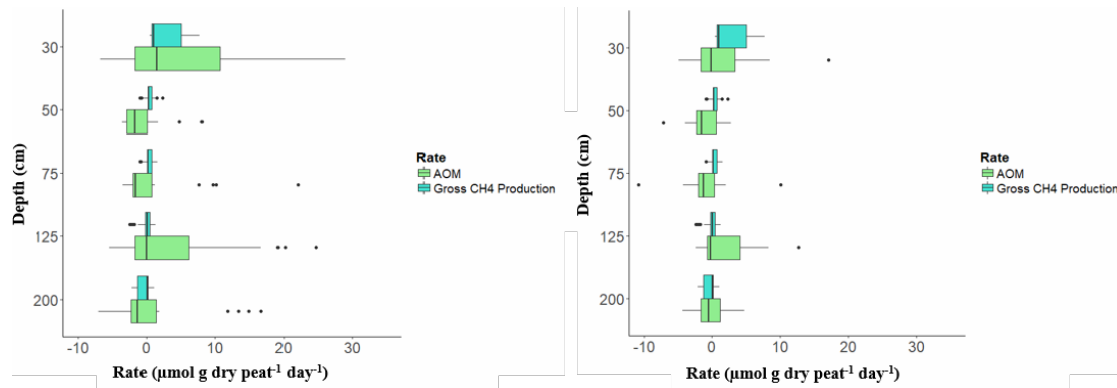 Depth (cm)
30
50
75
125
200
-10 0 10 20 30
Rate (µmol g dry peat⁻¹ day⁻¹)
Rate
AOM
Gross CH4 Production
Depth (cm)
30
50
75
125
200
-10 0 10 20 30
Rate (µmol g dry peat⁻¹ day⁻¹)
Rate
AOM
Gross CH4 Production